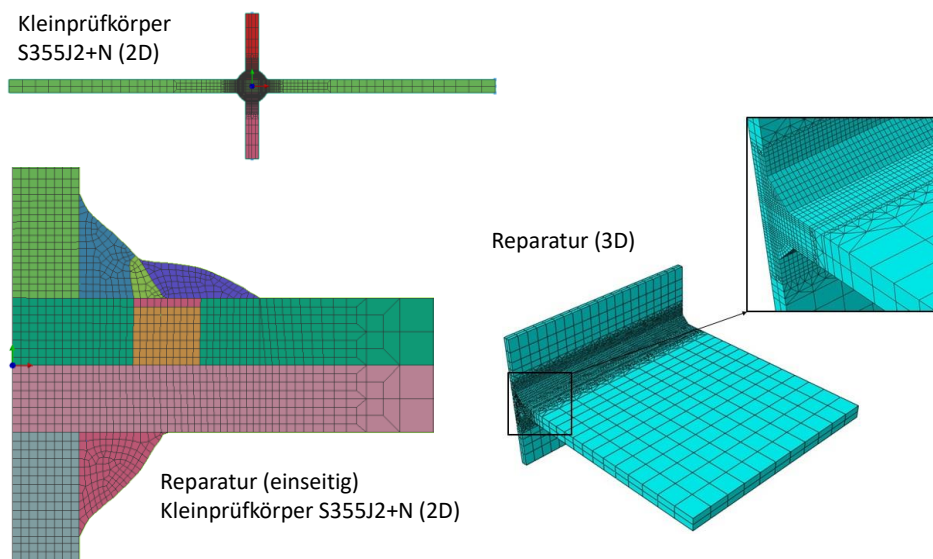 Kleinprüfkörper
S355J2+N (2D)
Reparatur (3D)
Reparatur (einseitig)
Kleinprüfkörper S355J2+N (2D)